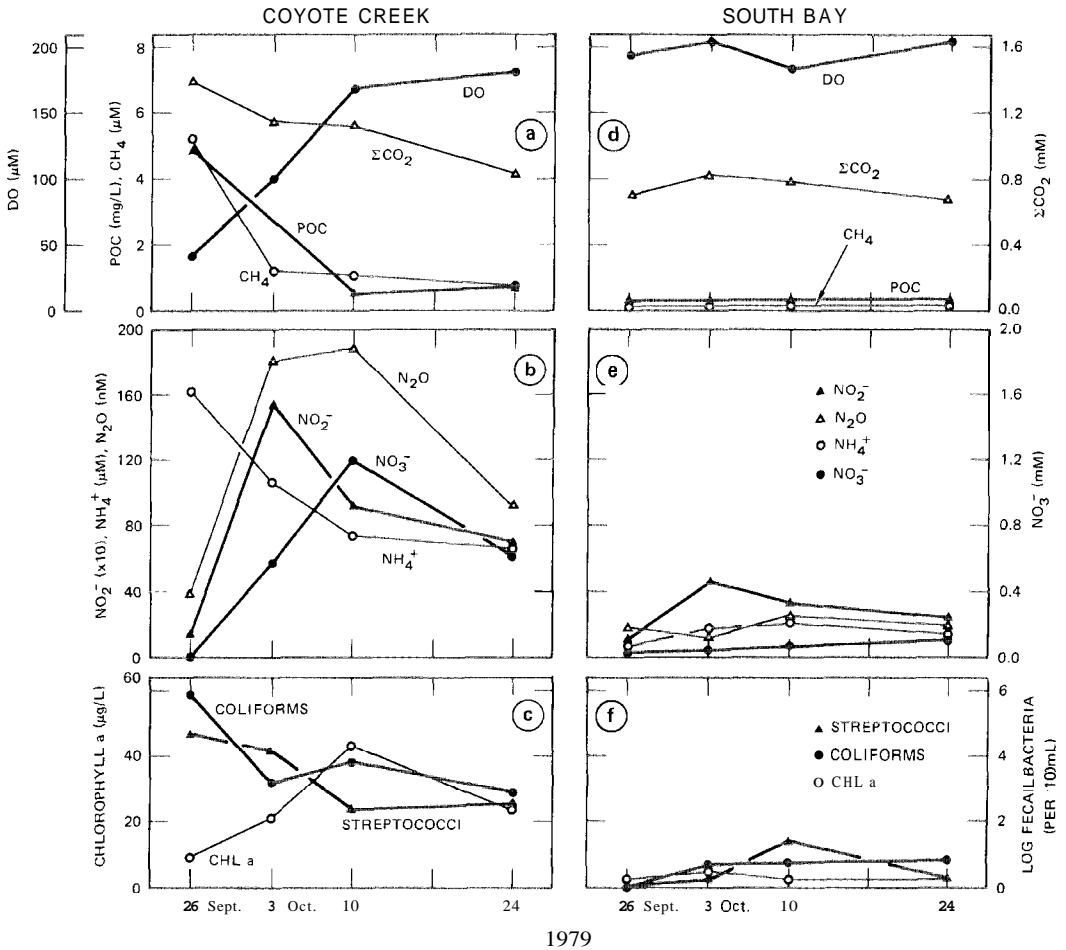 COYOTE CREEK
SOUTH BAY
DO (μM)
200
150
100
50
0
POC (mg/L), CH₄ (μM)
8
6
4
2
0
DO
ΣCO₂
POC
CH₄
a
DO
ΣCO₂
CH₄
POC
d
1.6
1.2
0.8
0.4
0.0
ΣCO₂ (mM)
NO₂⁻ (x10), NH₄⁺ (μM), N₂O (nM)
200
160
120
80
40
0
N₂O
NO₂⁻
NO₃⁻
NH₄⁺
b
e
▲ NO₂⁻
△ N₂O
○ NH₄⁺
● NO₃⁻
2.0
1.6
1.2
0.8
0.4
0.0
NO₃⁻ (mM)
CHLOROPHYLL a (μg/L)
60
40
20
0
COLIFORMS
STREPTOCOCCI
CHL a
c
f
▲ STREPTOCOCCI
● COLIFORMS
○ CHL a
6
4
2
0
LOG FECAILBACTERIA
(PER 10)mL)
26 Sept. 3 Oct. 10 24
26 Sept. 3 Oct. 10 24
1979